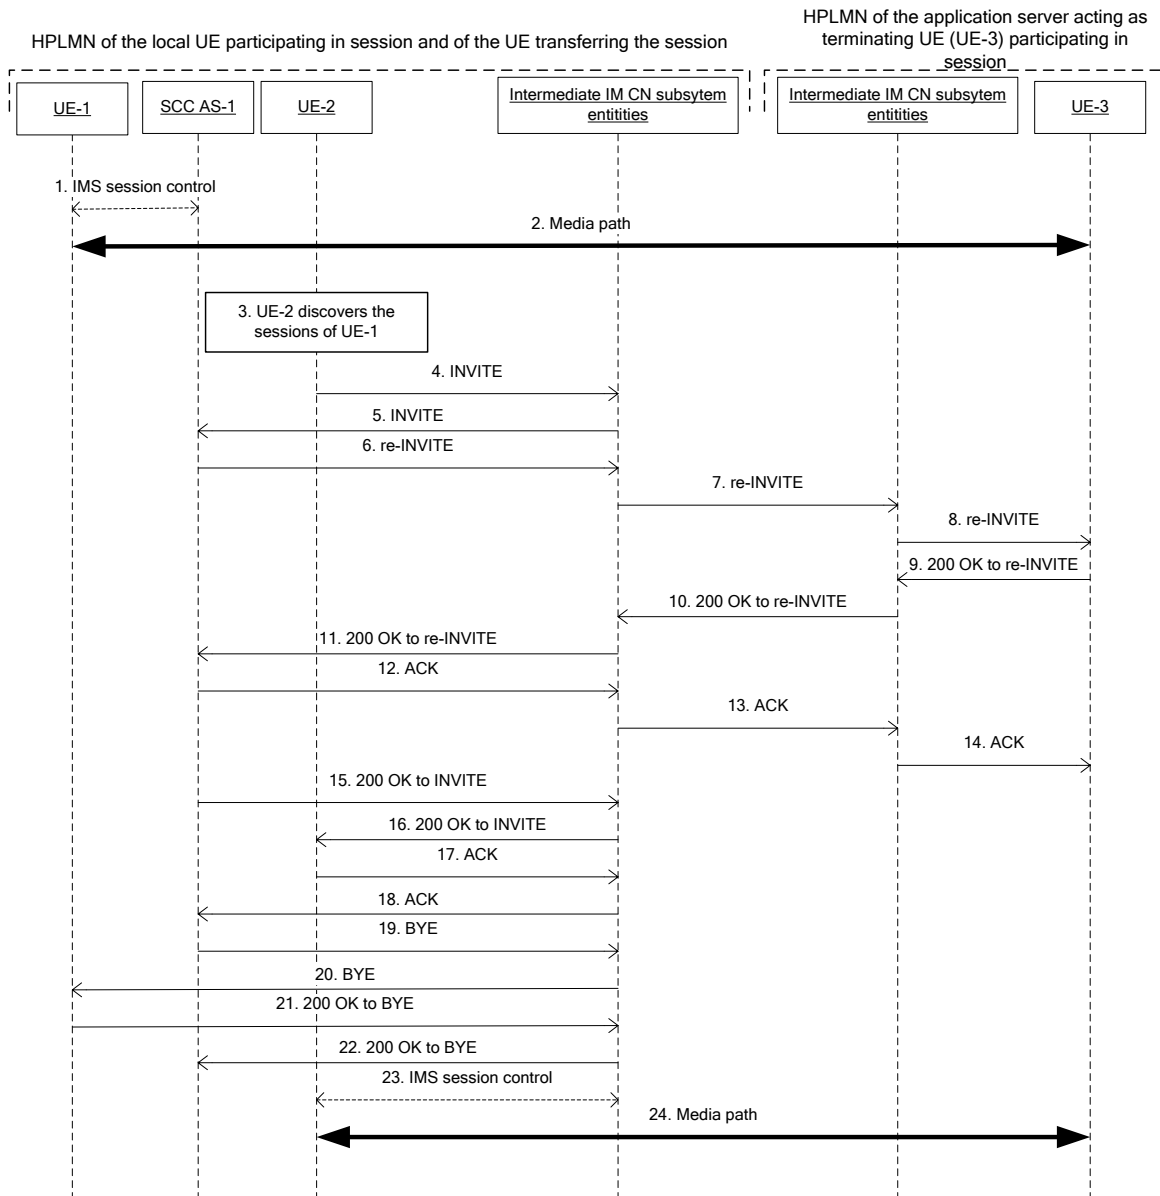 HPLMN of the local UE participating in session and of the UE transferring the session
HPLMN of the application server acting as
terminating UE (UE-3) participating in
session
UE-1
SCC AS-1
UE-2
Intermediate IM CN subsytem
entitities
Intermediate IM CN subsytem
entitities
UE-3
1. IMS session control
2. Media path
3. UE-2 discovers the
sessions of UE-1
4. INVITE
5. INVITE
6. re-INVITE
7. re-INVITE
8. re-INVITE
9. 200 OK to re-INVITE
10. 200 OK to re-INVITE
11. 200 OK to re-INVITE
12. ACK
13. ACK
14. ACK
15. 200 OK to INVITE
16. 200 OK to INVITE
17. ACK
18. ACK
19. BYE
20. BYE
21. 200 OK to BYE
22. 200 OK to BYE
23. IMS session control
24. Media path